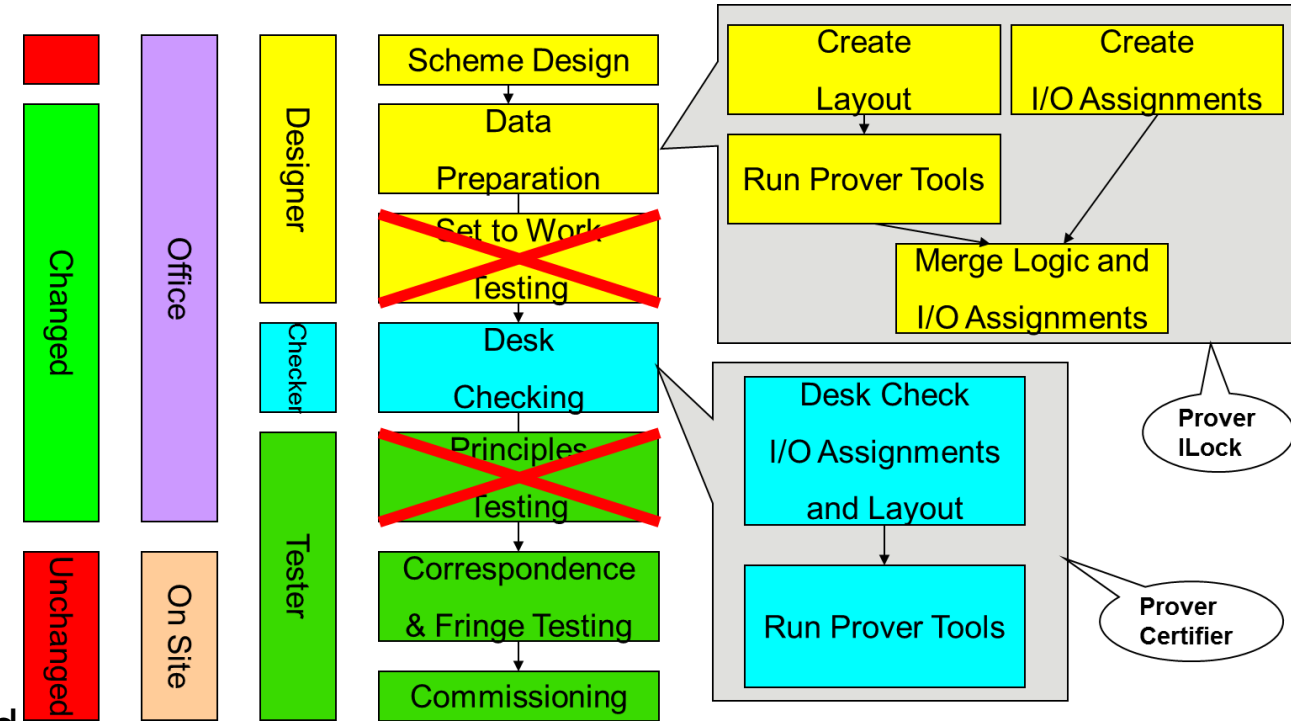 Changed
Unchanged
Office
On Site
Designer
Checker
Tester
Scheme Design
Data
Preparation
Set to Work
Testing
Desk
Checking
Principles
Testing
Correspondence
& Fringe Testing
Commissioning
Create
Layout
Create
I/O Assignments
Run Prover Tools
Merge Logic and
I/O Assignments
Prover
ILock
Desk Check
I/O Assignments
and Layout
Run Prover Tools
Prover
Certifier